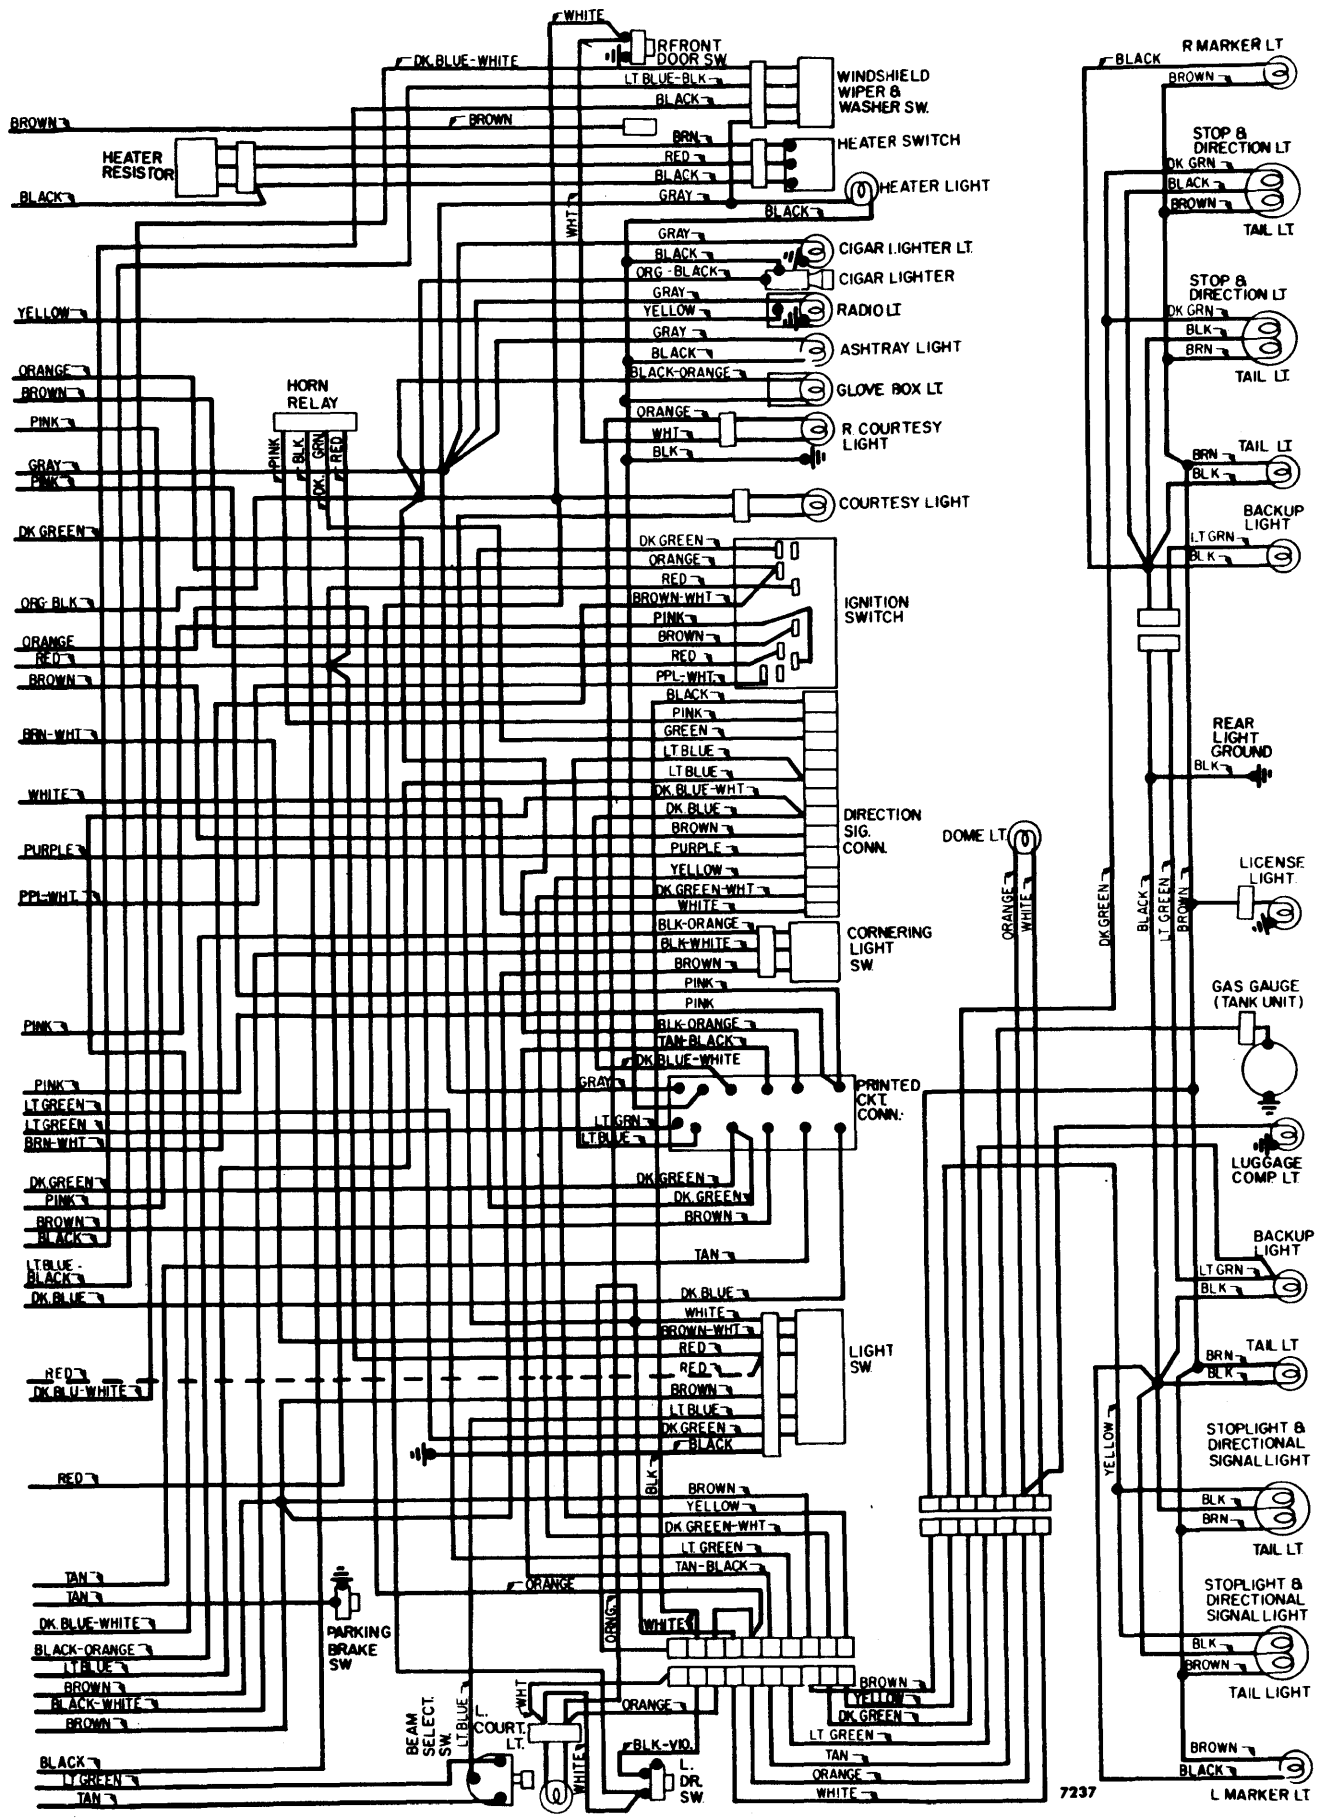 WHITE
R FRONT
DOOR SW.
DK. BLUE-WHITE
LT. BLUE-BLK
BLACK
WINDSHIELD
WIPER &
WASHER SW.
BROWN
BROWN
BRN
RED
BLACK
GRAY
HEATER SWITCH
HEATER
RESISTOR
BLACK
HEATER LIGHT
BLACK
WHT
GRAY
BLACK
ORG-BLACK
CIGAR LIGHTER LT.
CIGAR LIGHTER
GRAY
YELLOW
RADIO LT
YELLOW
GRAY
BLACK
ASHTRAY LIGHT
BLACK-ORANGE
GLOVE BOX LT.
ORANGE
BROWN
PINK
GRAY
PINK
HORN
RELAY
PINK
BLK
DK. GRN
RED
ORANGE
WHT
BLK
R COURTESY
LIGHT
COURTESY LIGHT
DK GREEN
ORG-BLK
ORANGE
RED
BROWN
DK GREEN
ORANGE
RED
BROWN-WHT
PINK
BROWN
RED
PPL-WHT.
IGNITION
SWITCH
BRN-WHT
WHITE
PURPLE
PPL-WHT.
BLACK
PINK
GREEN
LT BLUE
LT BLUE
DK. BLUE-WHT
DK. BLUE
BROWN
PURPLE
YELLOW
DK GREEN-WHT
WHITE
DIRECTION
SIG.
CONN.
BLK-ORANGE
BLK-WHITE
BROWN
CORNERING
LIGHT
SW.
PINK
PINK
BLK-ORANGE
TAN-BLACK
DK BLUE-WHITE
GRAY
LT GRN
LT. BLUE
PRINTED
CKT.
CONN.
PINK
PINK
LT GREEN
LT GREEN
BRN-WHT
DK. GREEN
PINK
BROWN
BLACK
LT. BLUE-
BLACK
DK. BLUE
DK. GREEN
DK. GREEN
BROWN
TAN
DK. BLUE
WHITE
BROWN-WHT
RED
RED
BROWN
LT BLUE
DK GREEN
BLACK
LIGHT
SW.
RED
DK BLU-WHITE
RED
BLK
BROWN
YELLOW
DK GREEN-WHT
LT. GREEN
TAN-BLACK
ORANGE
ORNG.
WHITE
TAN
TAN
PARKING
BRAKE
SW
DK. BLUE-WHITE
BLACK-ORANGE
LT BLUE
BROWN
BLACK-WHITE
BROWN
BLACK
LT GREEN
TAN
BEAM
SELECT.
SW.
LT. BLUE
L.
COURT.
LT.
WHT
WHITE
ORANGE
BLK-VIO.
L.
DR.
SW.
BROWN
YELLOW
DK GREEN
LT GREEN
TAN
ORANGE
WHITE
7237
DOME LT.
ORANGE
WHITE
BLACK
BROWN
R MARKER LT
STOP &
DIRECTION LT
DK GRN
BLACK
BROWN
TAIL LT.
STOP &
DIRECTION LT
DK GRN
BLK
BRN
TAIL LT.
TAIL LT.
BRN
BLK
BACKUP
LIGHT
LT GRN
BLK
REAR
LIGHT
GROUND
BLK
DK GREEN
BLACK
LT GREEN
BROWN
LICENSE
LIGHT
GAS GAUGE
(TANK UNIT)
LUGGAGE
COMP LT.
BACKUP
LIGHT
LT GRN
BLK
TAIL LT
BRN
BLK
YELLOW
STOPLIGHT &
DIRECTIONAL
SIGNAL LIGHT
BLK
BRN
TAIL LT
STOPLIGHT &
DIRECTIONAL
SIGNAL LIGHT
BLK
BROWN
TAIL LIGHT
BROWN
BLACK
L MARKER LT